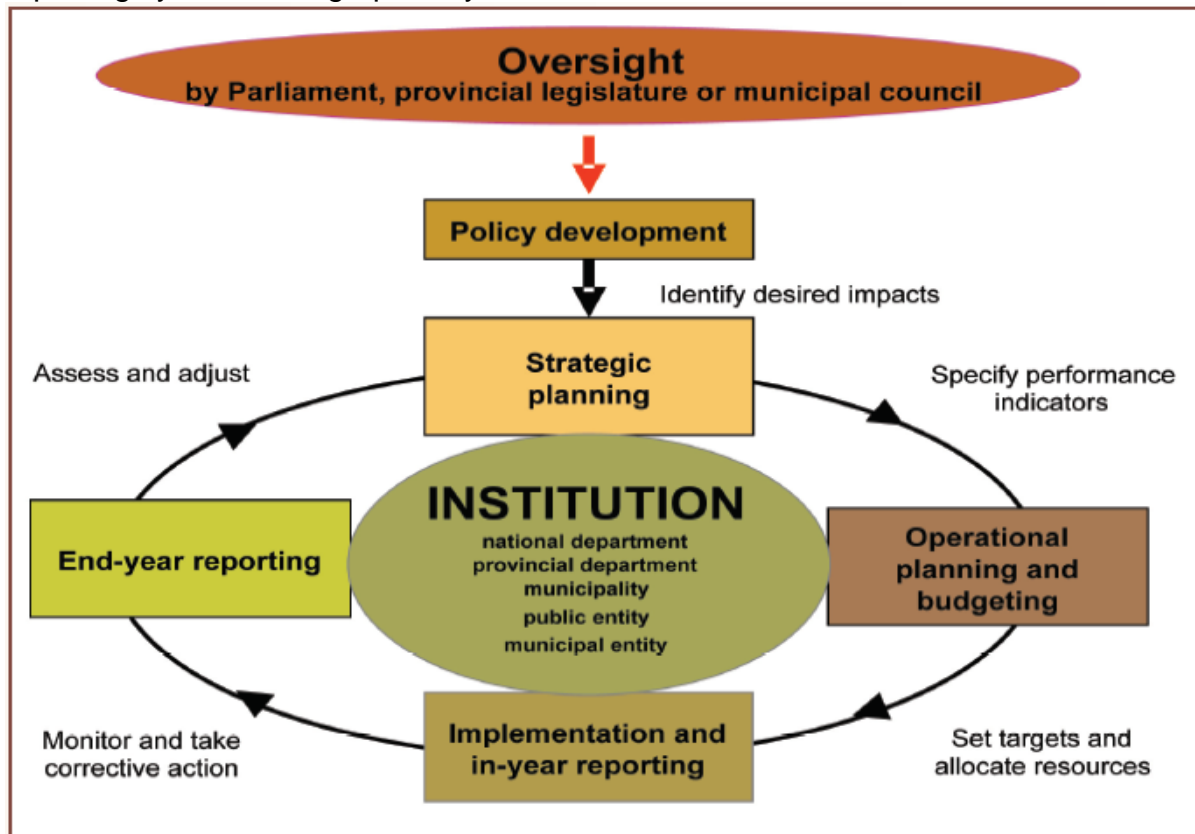 Oversight
by Parliament, provincial legislature or municipal council
Policy development
Identify desired impacts
Strategic
planning
Assess and adjust
Specify performance
indicators
INSTITUTION
national department
provincial department
municipality
public entity
municipal entity
End-year reporting
Operational
planning and
budgeting
Implementation and
in-year reporting
Monitor and take
corrective action
Set targets and
allocate resources